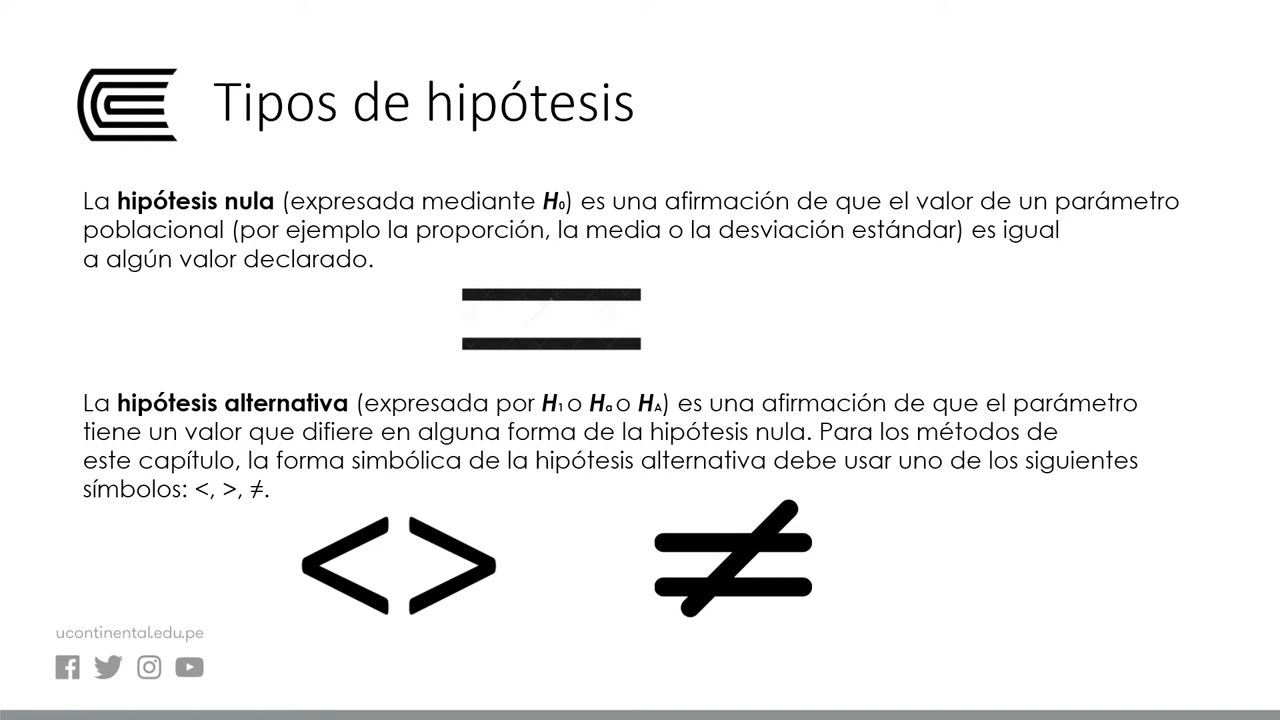 Tipos de hipótesis
La hipótesis nula (expresada mediante H₀) es una afirmación de que el valor de un parámetro
poblacional (por ejemplo la proporción, la media o la desviación estándar) es igual
a algún valor declarado.
=
La hipótesis alternativa (expresada por H₁ o Hₐ o H_A) es una afirmación de que el parámetro
tiene un valor que difiere en alguna forma de la hipótesis nula. Para los métodos de
este capítulo, la forma simbólica de la hipótesis alternativa debe usar uno de los siguientes
símbolos: <, >, ≠.
< > ≠
ucontinental.edu.pe